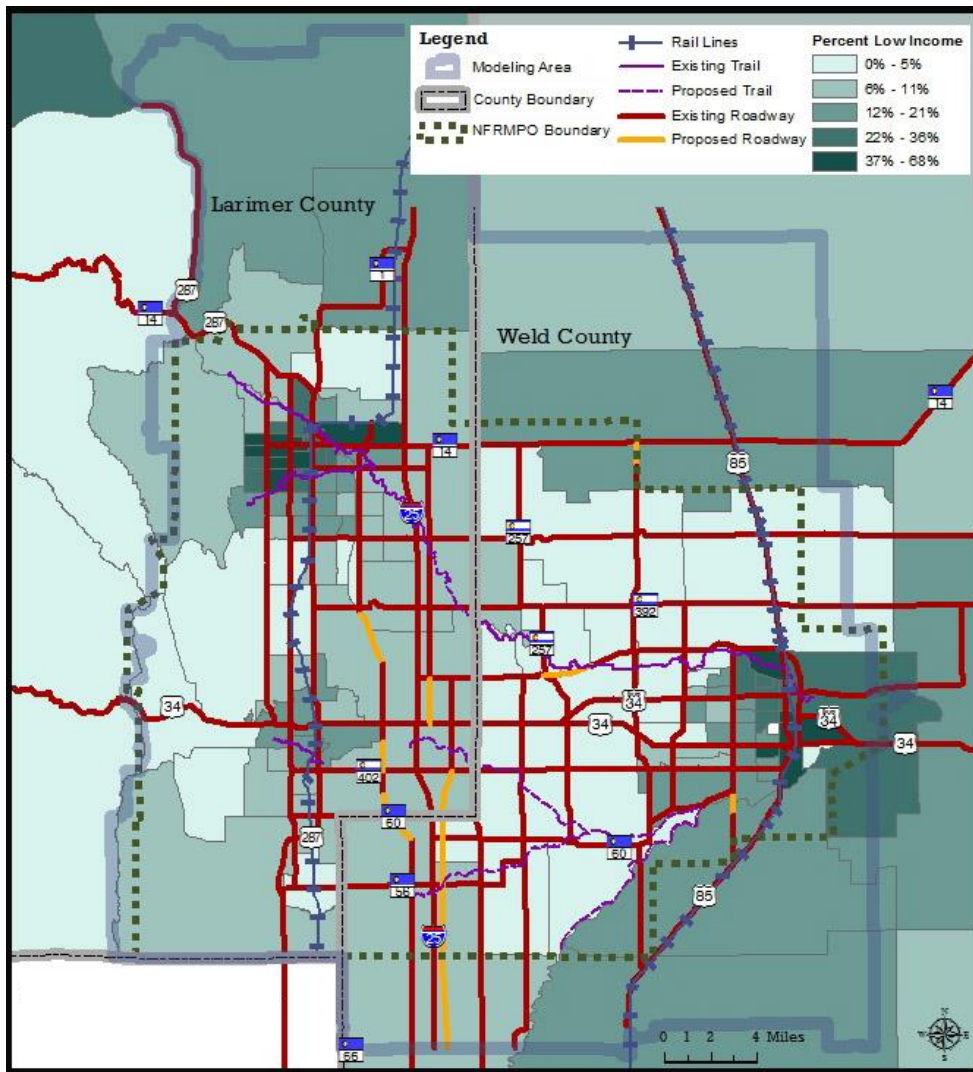 Legend
Modeling Area
County Boundary
NFRMPO Boundary
Rail Lines
Existing Trail
Proposed Trail
Existing Roadway
Proposed Roadway
Percent Low Income
0% - 5%
6% - 11%
12% - 21%
22% - 36%
37% - 68%
Larimer County
Weld County
1
287
14
287
14
14
85
25
257
392
257
34
34
34
34
34
402
60
287
60
56
85
25
66
0 1 2 4 Miles
N
W
E
S